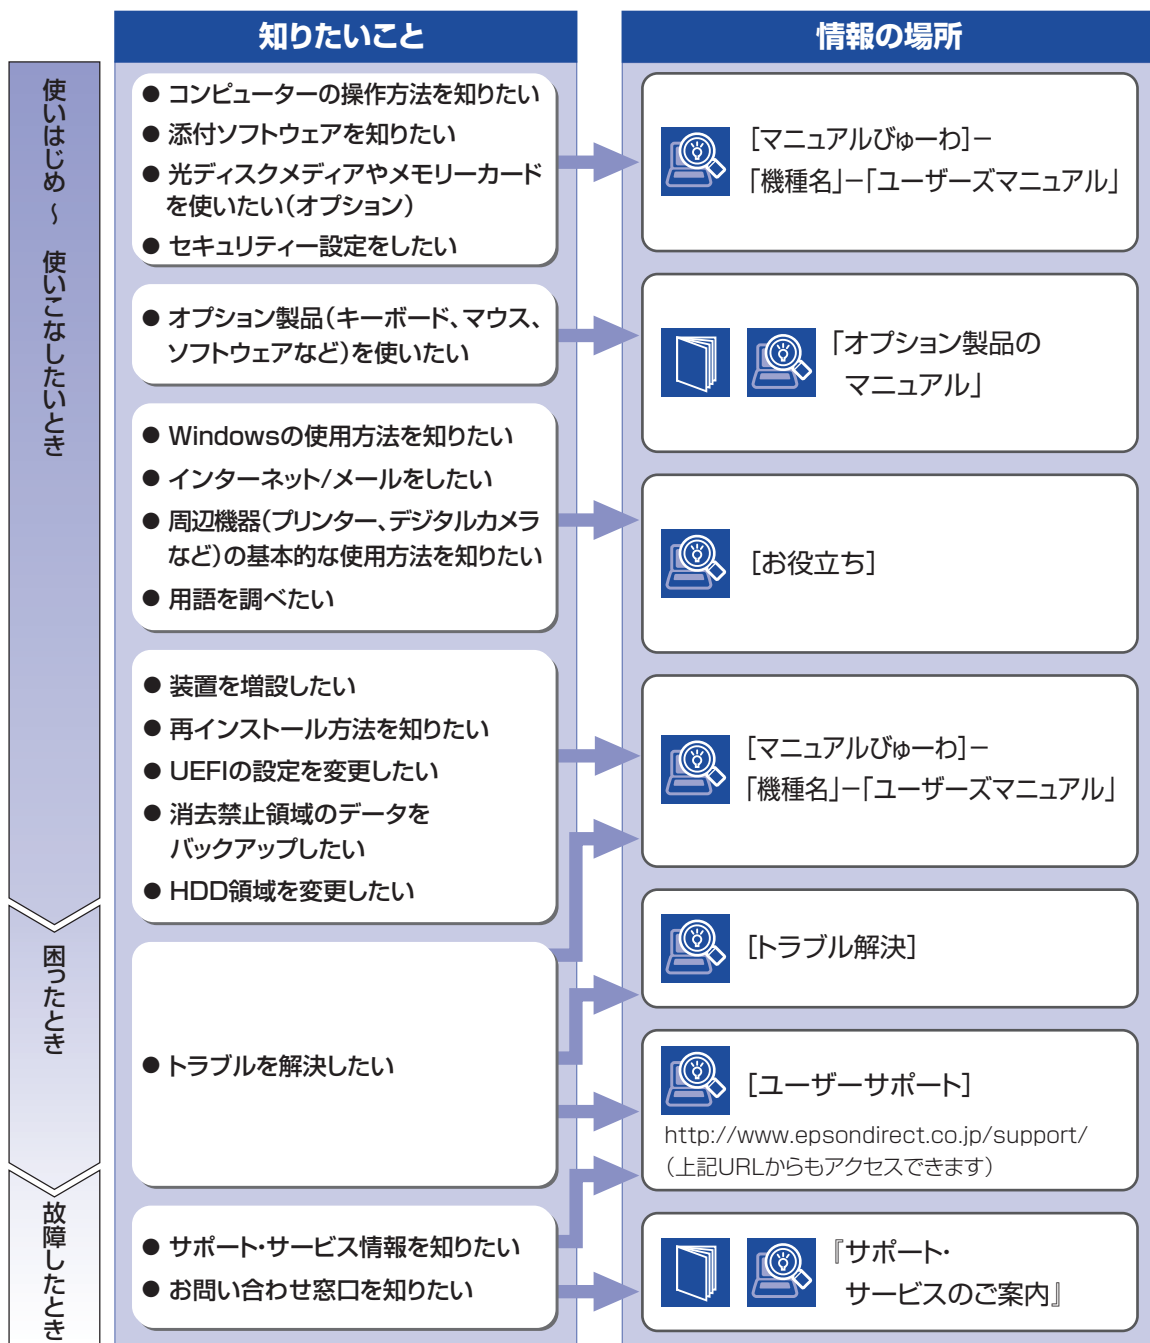 知りたいこと
情報の場所
使いはじめ ～ 使いこなしたいとき
● コンピューターの操作方法を知りたい
● 添付ソフトウェアを知りたい
● 光ディスクメディアやメモリーカード
を使いたい（オプション）
● セキュリティー設定をしたい
［マニュアルびゅーわ］－
「機種名」－「ユーザーズマニュアル」
● オプション製品（キーボード、マウス、
ソフトウェアなど）を使いたい
「オプション製品の
マニュアル」
● Windowsの使用方法を知りたい
● インターネット/メールをしたい
● 周辺機器（プリンター、デジタルカメラ
など）の基本的な使用方法を知りたい
● 用語を調べたい
［お役立ち］
● 装置を増設したい
● 再インストール方法を知りたい
● UEFIの設定を変更したい
● 消去禁止領域のデータを
バックアップしたい
● HDD領域を変更したい
［マニュアルびゅーわ］－
「機種名」－「ユーザーズマニュアル」
困ったとき
● トラブルを解決したい
［トラブル解決］
［ユーザーサポート］
http://www.epsondirect.co.jp/support/
（上記URLからもアクセスできます）
故障したとき
● サポート・サービス情報を知りたい
● お問い合わせ窓口を知りたい
『サポート・
サービスのご案内』